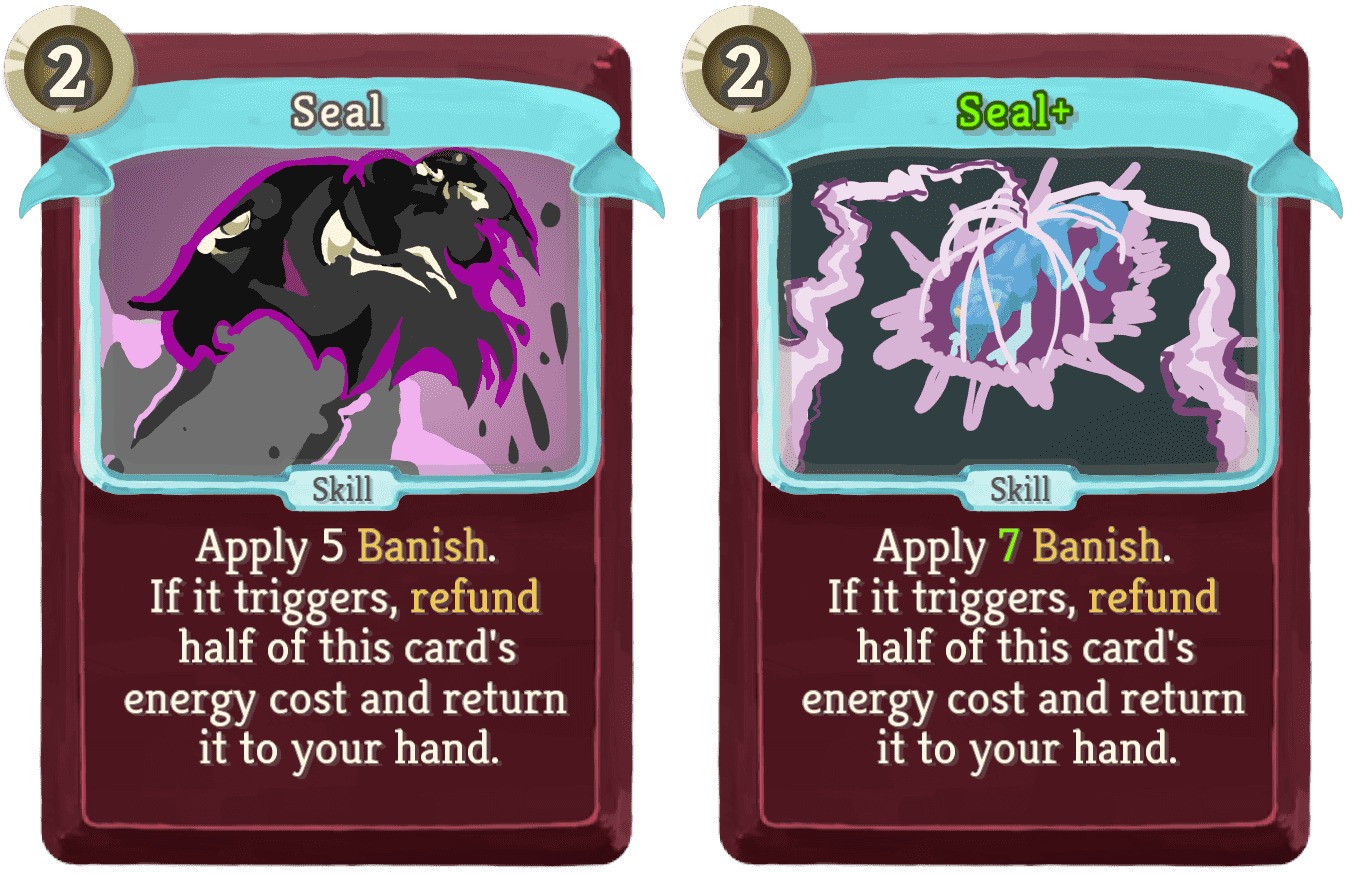 2
Seal
Skill
Apply 5 Banish.
If it triggers, refund
half of this card's
energy cost and return
it to your hand.
2
Seal+
Skill
Apply 7 Banish.
If it triggers, refund
half of this card's
energy cost and return
it to your hand.